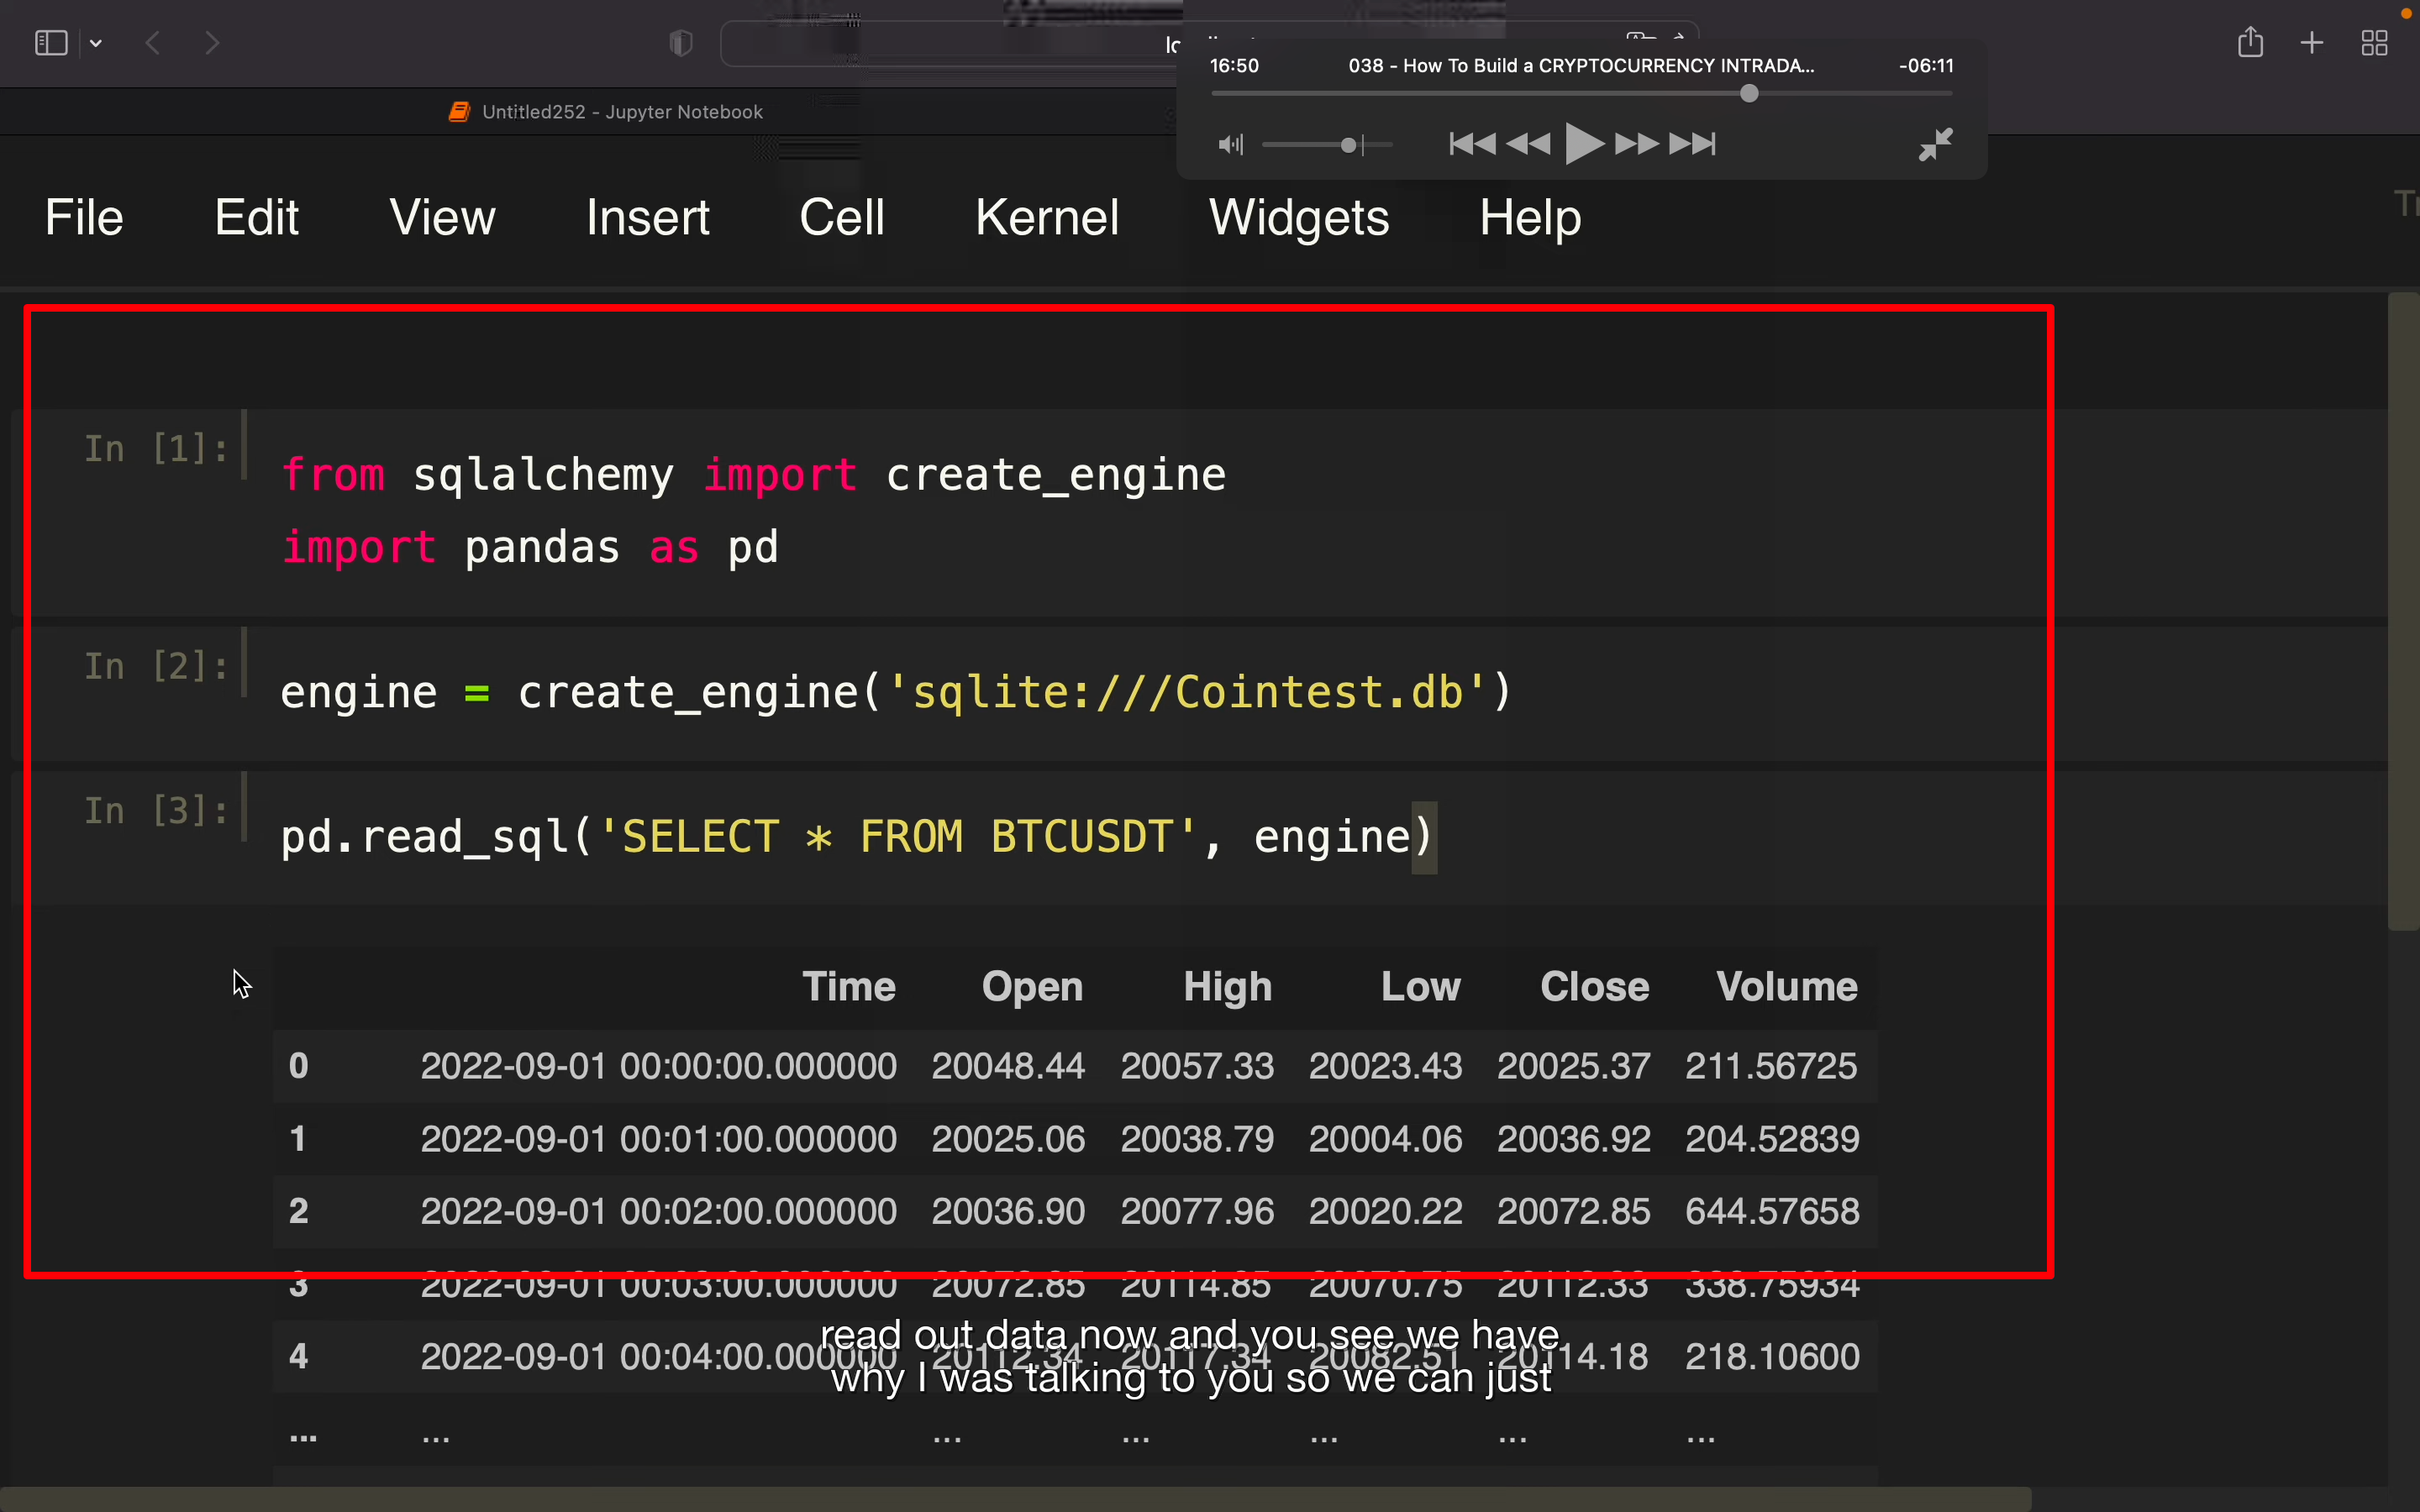 16:50 038 - How To Build a CRYPTOCURRENCY INTRADA... -06:11
Untitled252 - Jupyter Notebook
File Edit View Insert Cell Kernel Widgets Help
In [1]:
from sqlalchemy import create_engine
import pandas as pd
In [2]:
engine = create_engine('sqlite:///Cointest.db')
In [3]:
pd.read_sql('SELECT * FROM BTCUSDT', engine)
Time Open High Low Close Volume
0 2022-09-01 00:00:00.000000 20048.44 20057.33 20023.43 20025.37 211.56725
1 2022-09-01 00:01:00.000000 20025.06 20038.79 20004.06 20036.92 204.52839
2 2022-09-01 00:02:00.000000 20036.90 20077.96 20020.22 20072.85 644.57658
3 2022-09-01 00:03:00.000000 20072.85 20114.85 20070.75 20112.33 338.75934
read out data now and you see we have
4 2022-09-01 00:04:00.000000 20112.34 20117.34 20082.51 20114.18 218.10600
why I was talking to you so we can just
... ... ... ... ... ... ...